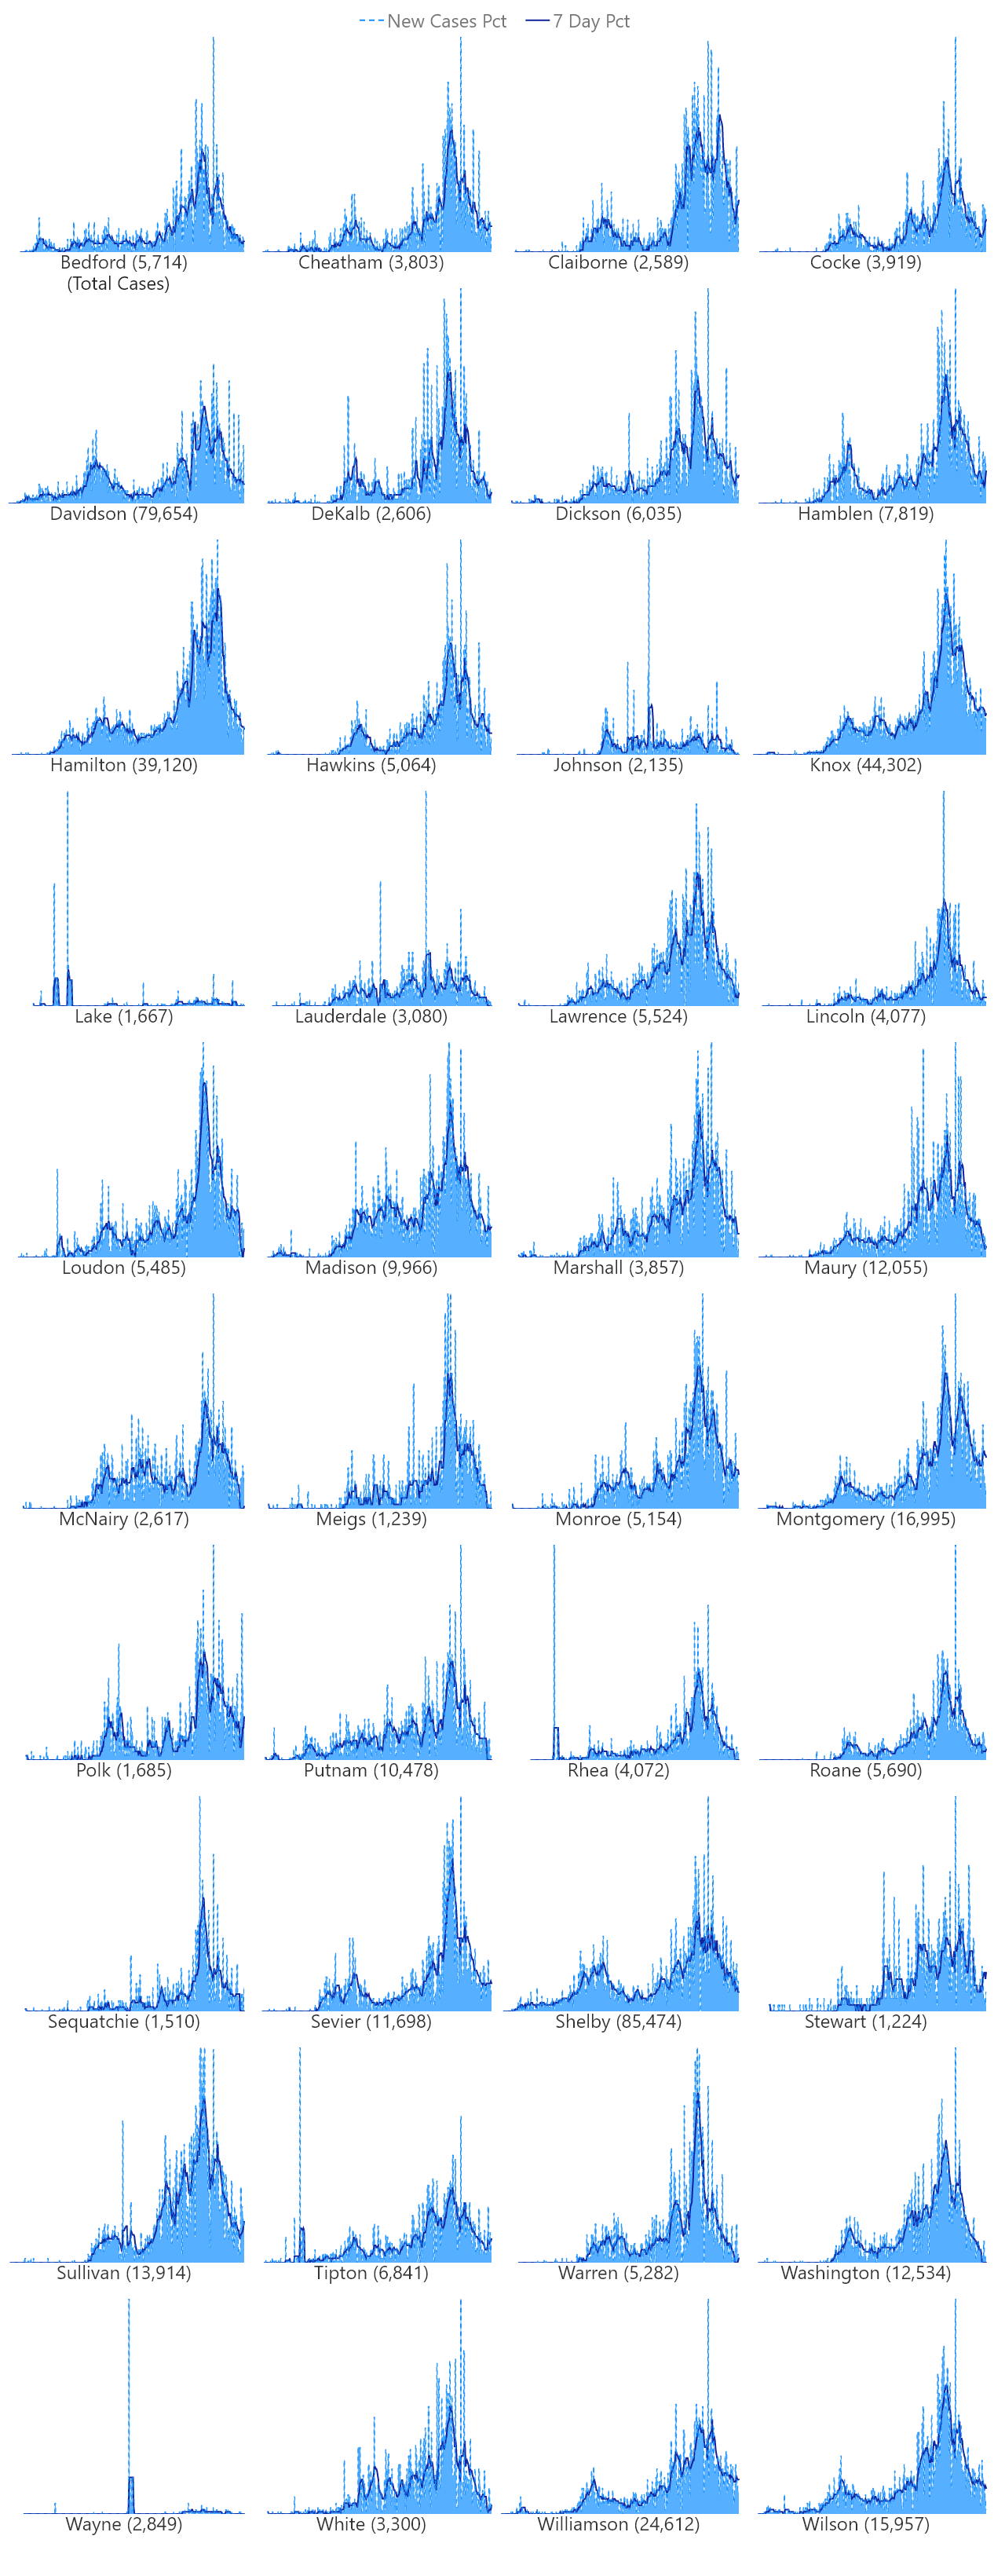 New Cases Pct 7 Day Pct
Bedford (5,714) Cheatham (3,803) Claiborne (2,589) Cocke (3,919)
(Total Cases)
Davidson (79,654) DeKalb (2,606) Dickson (6,035) Hamblen (7,819)
Hamilton (39,120) Hawkins (5,064) Johnson (2,135) Knox (44,302)
Lake (1,667) Lauderdale (3,080) Lawrence (5,524) Lincoln (4,077)
Loudon (5,485) Madison (9,966) Marshall (3,857) Maury (12,055)
McNairy (2,617) Meigs (1,239) Monroe (5,154) Montgomery (16,995)
Polk (1,685) Putnam (10,478) Rhea (4,072) Roane (5,690)
Sequatchie (1,510) Sevier (11,698) Shelby (85,474) Stewart (1,224)
Sullivan (13,914) Tipton (6,841) Warren (5,282) Washington (12,534)
Wayne (2,849) White (3,300) Williamson (24,612) Wilson (15,957)